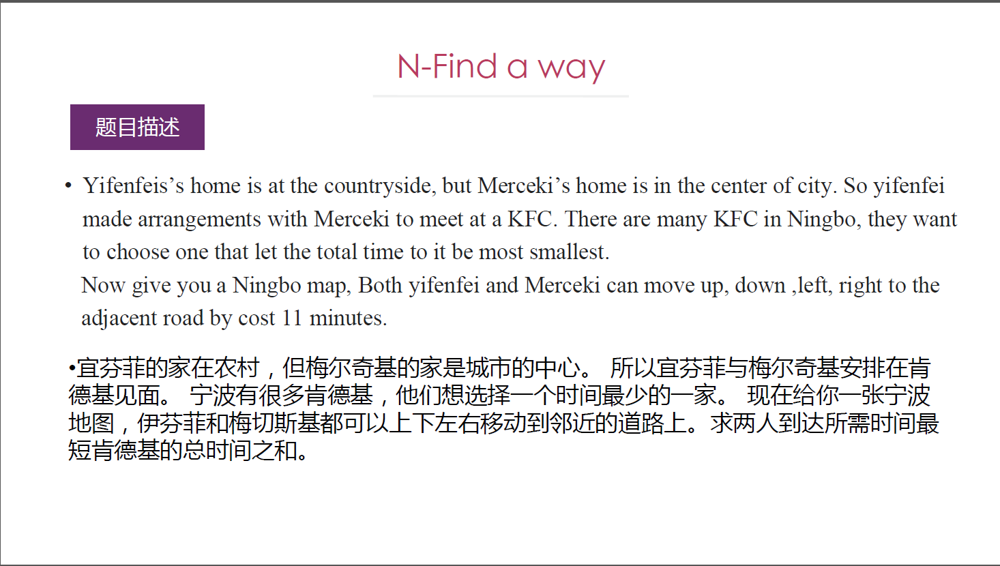 N-Find a way
题目描述
• Yifenfeis’s home is at the countryside, but Merceki’s home is in the center of city. So yifenfei
made arrangements with Merceki to meet at a KFC. There are many KFC in Ningbo, they want
to choose one that let the total time to it be most smallest.
Now give you a Ningbo map, Both yifenfei and Merceki can move up, down ,left, right to the
adjacent road by cost 11 minutes.
•宜芬菲的家在农村，但梅尔奇基的家是城市的中心。 所以宜芬菲与梅尔奇基安排在肯
德基见面。 宁波有很多肯德基，他们想选择一个时间最少的一家。 现在给你一张宁波
地图，伊芬菲和梅切斯基都可以上下左右移动到邻近的道路上。求两人到达所需时间最
短肯德基的总时间之和。